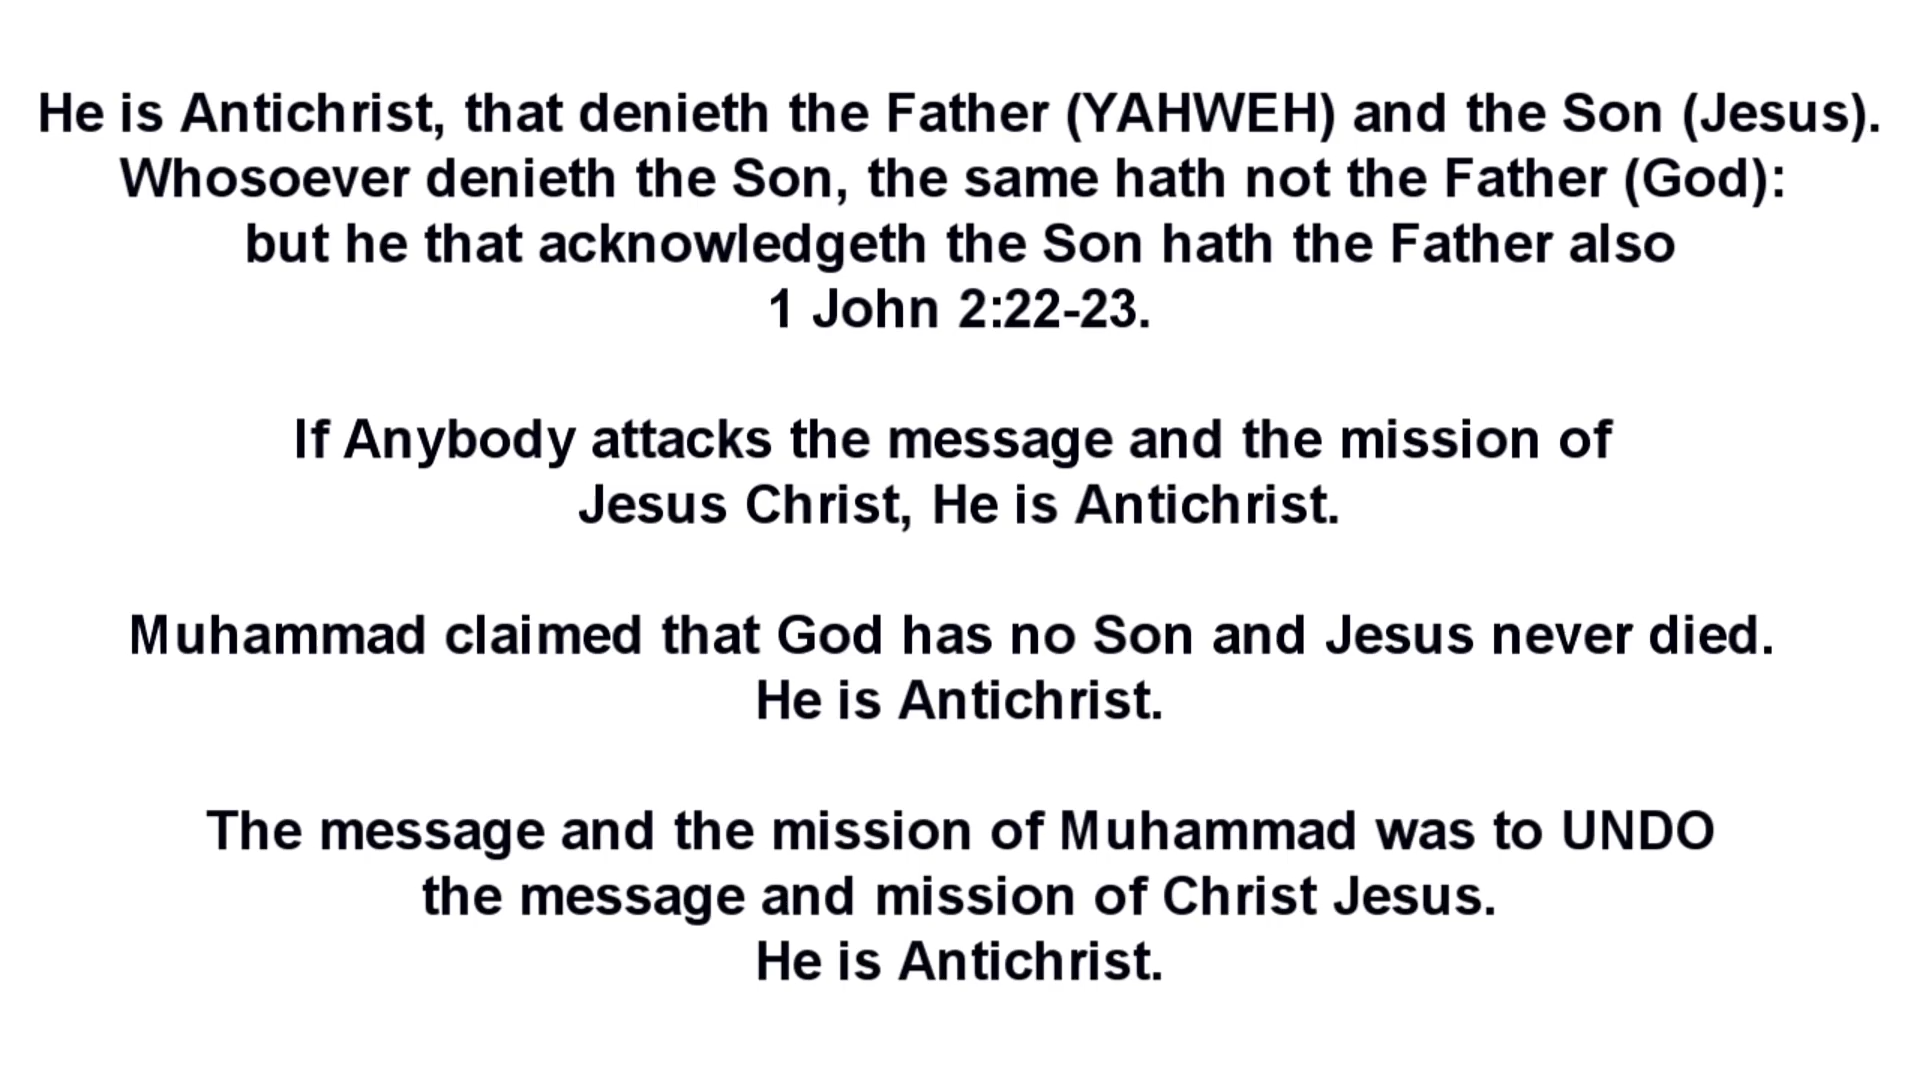 He is Antichrist, that denieth the Father (YAHWEH) and the Son (Jesus).
Whosoever denieth the Son, the same hath not the Father (God):
but he that acknowledgeth the Son hath the Father also
1 John 2:22-23.
If Anybody attacks the message and the mission of
Jesus Christ, He is Antichrist.
Muhammad claimed that God has no Son and Jesus never died.
He is Antichrist.
The message and the mission of Muhammad was to UNDO
the message and mission of Christ Jesus.
He is Antichrist.